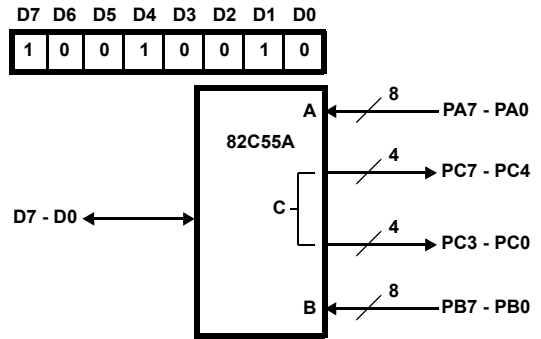 D7 D6 D5 D4 D3 D2 D1 D0
1 0 0 1 0 0 1 0
8
A PA7 - PA0
82C55A
4
PC7 - PC4
C
D7 - D0
4
PC3 - PC0
8
B PB7 - PB0